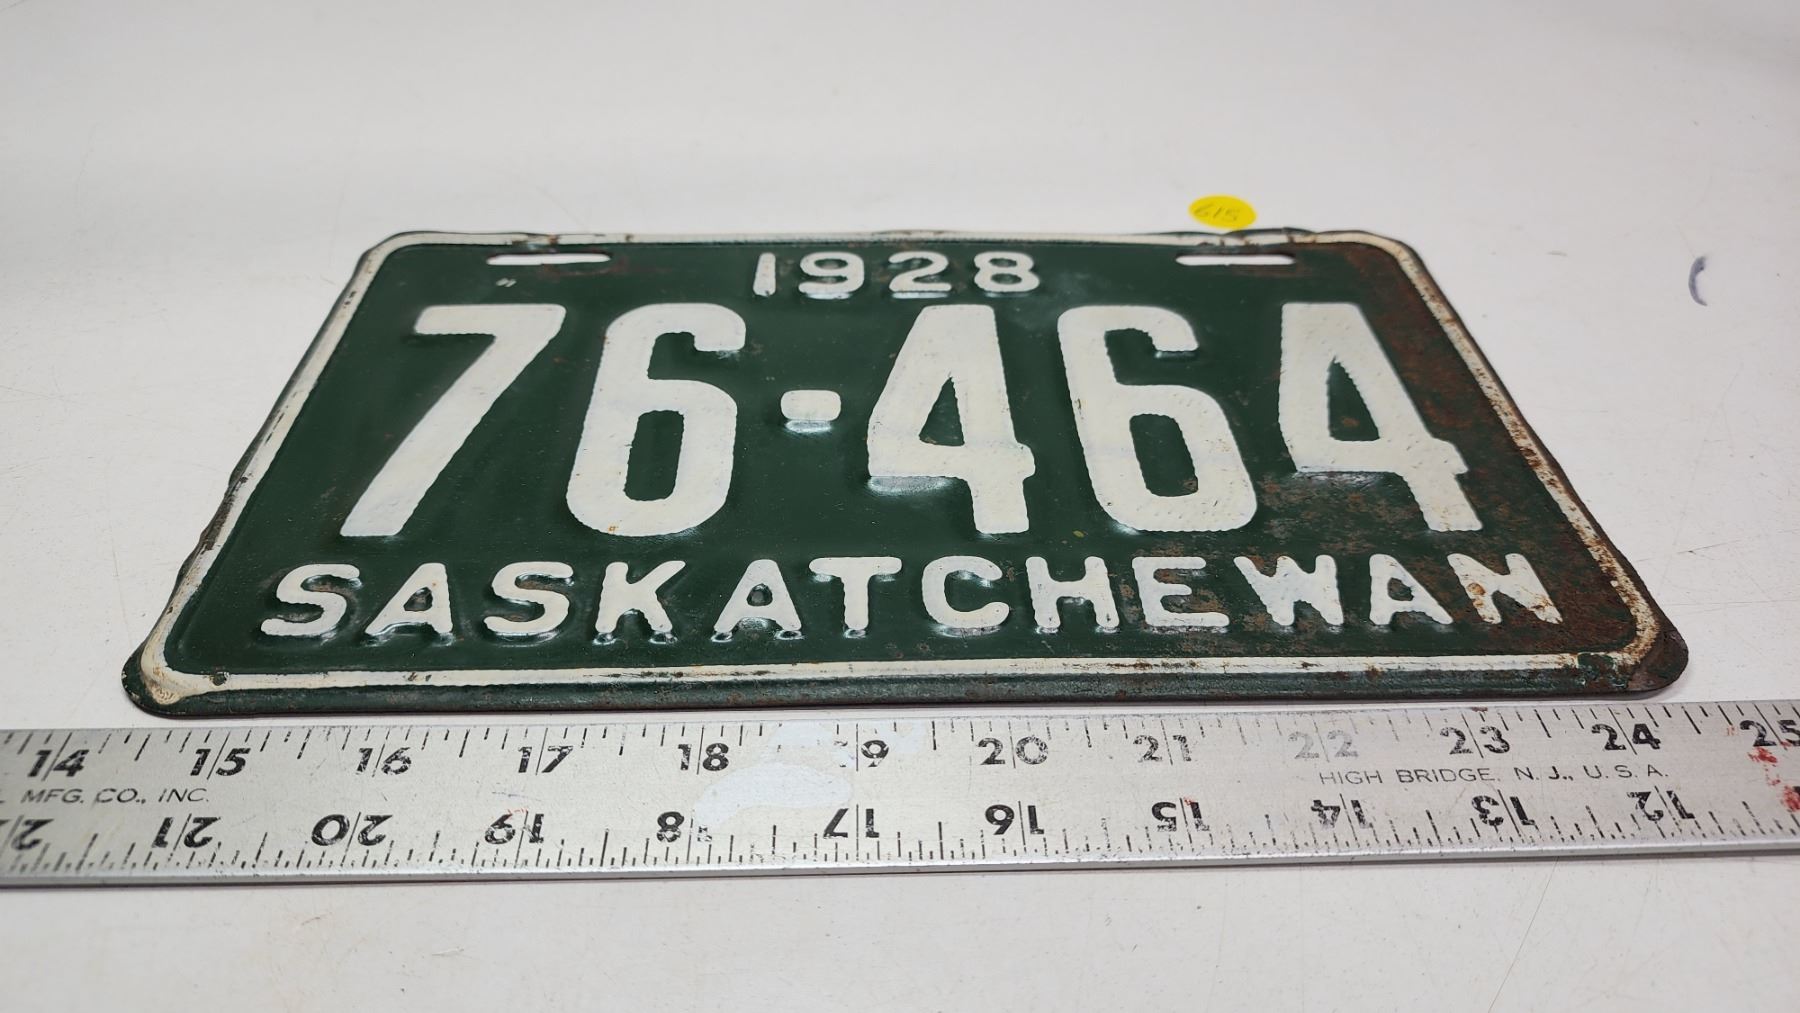 615
1928
76-464
SASKATCHEWAN
14 15 16 17 18 19 20 21 22 23 24 25
MFG. CO., INC. HIGH BRIDGE, N. J., U. S. A.
21 20 19 18 17 16 15 14 13 12